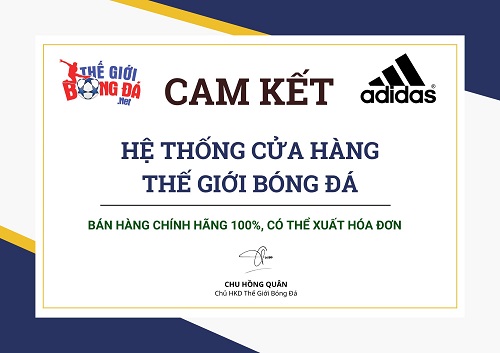 THẾ GIỚI
BÓNG ĐÁ
.net
CAM KẾT
adidas®
HỆ THỐNG CỬA HÀNG
THẾ GIỚI BÓNG ĐÁ
BÁN HÀNG CHÍNH HÃNG 100%, CÓ THỂ XUẤT HÓA ĐƠN
CHU HỒNG QUÂN
Chủ HKD Thế Giới Bóng Đá